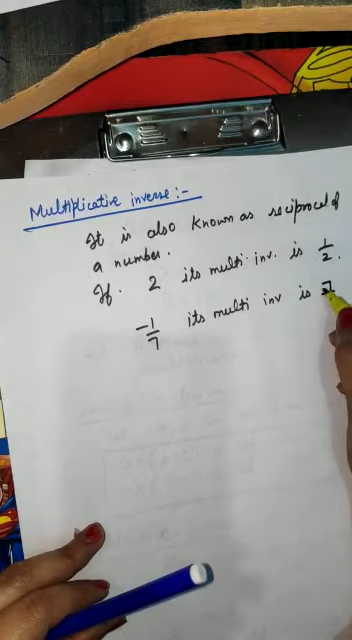 Multiplicative inverse :-
It is also known as reciprocal of
a number.
If. 2 its multi. inv. is 1/2.
-1/7 its multi inv is